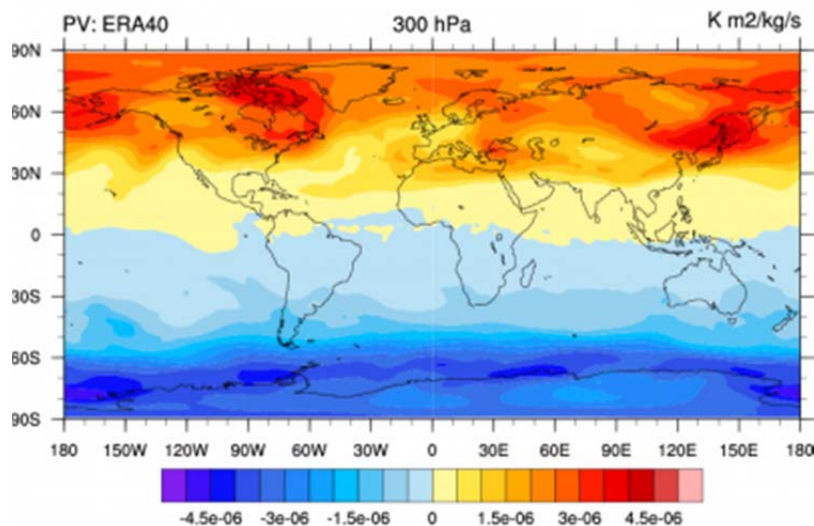 PV: ERA40 300 hPa K m2/kg/s
90N
60N
30N
0
30S
60S
90S
180 150W 120W 90W 60W 30W 0 30E 60E 90E 120E 150E 180
-4.5e-06 -3e-06 -1.5e-06 0 1.5e-06 3e-06 4.5e-06